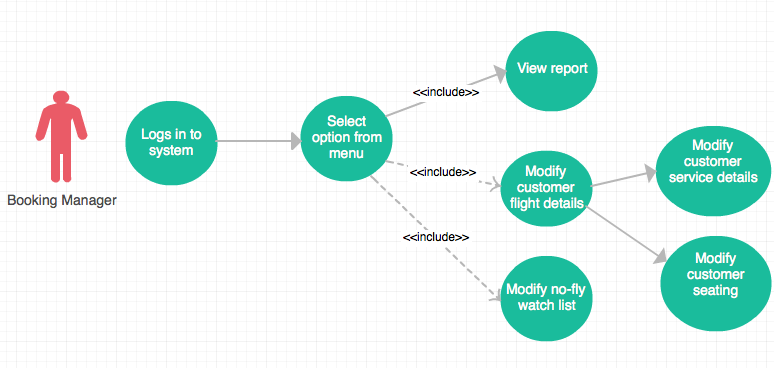 View report
<<include>>
Logs in to
system
Select
option from
menu
Modify
customer
service details
<<include>>
Modify
customer
flight details
Booking Manager
<<include>>
Modify
customer
seating
Modify no-fly
watch list